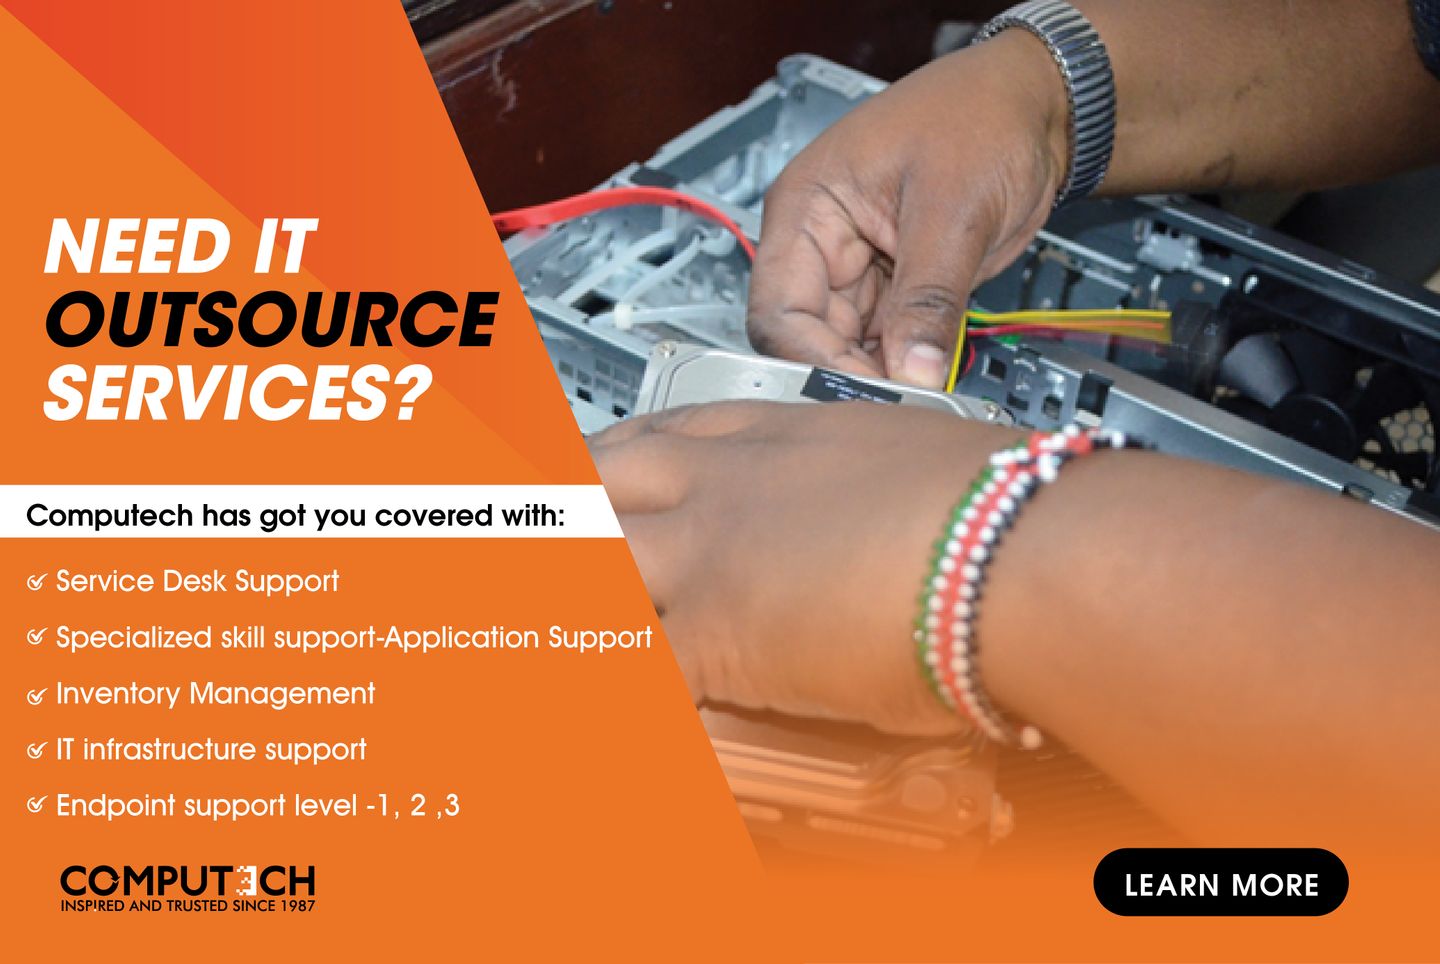 NEED IT
OUTSOURCE
SERVICES?
Computech has got you covered with:
Service Desk Support
Specialized skill support-Application Support
Inventory Management
IT infrastructure support
Endpoint support level -1, 2 ,3
COMPUTECH
INSPIRED AND TRUSTED SINCE 1987
LEARN MORE